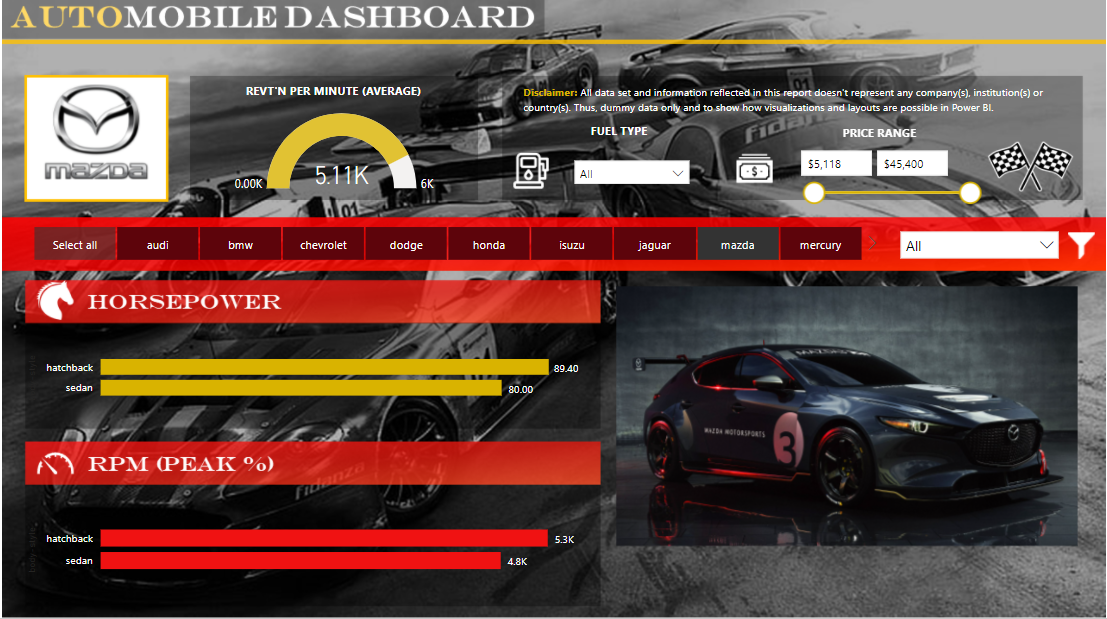 AUTOMOBILE DASHBOARD
mazda
REVT'N PER MINUTE (AVERAGE)
5.11K
0.00K
6K
Disclaimer: All data set and information reflected in this report doesn't represent any company(s), institution(s) or
country(s). Thus, dummy data only and to show how visualizations and layouts are possible in Power BI.
FUEL TYPE
All
PRICE RANGE
$5,118
$45,400
Select all
audi
bmw
chevrolet
dodge
honda
isuzu
jaguar
mazda
mercury
All
HORSEPOWER
hatchback
89.40
sedan
80.00
RPM (PEAK %)
hatchback
5.3K
sedan
4.8K
MAZDA MOTORSPORTS
3
fidanza
fidanza
01
01